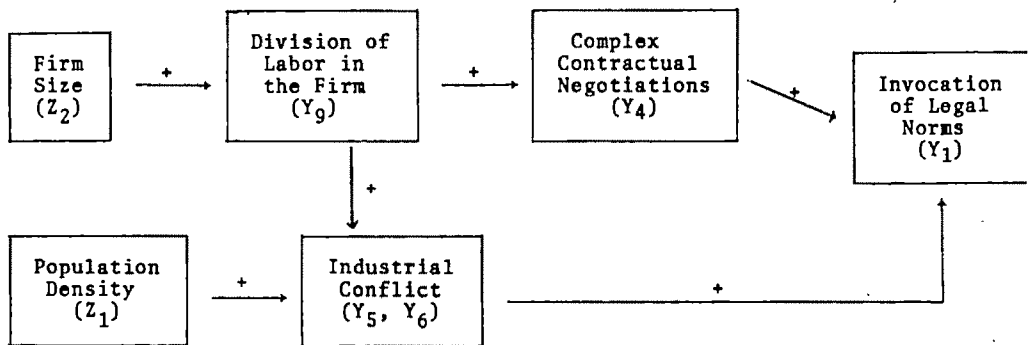 Firm
Size
(Z2)
+
Division of
Labor in
the Firm
(Y9)
+
Complex
Contractual
Negotiations
(Y4)
+
Invocation
of Legal
Norms
(Y1)
+
Population
Density
(Z1)
+
Industrial
Conflict
(Y5, Y6)
+